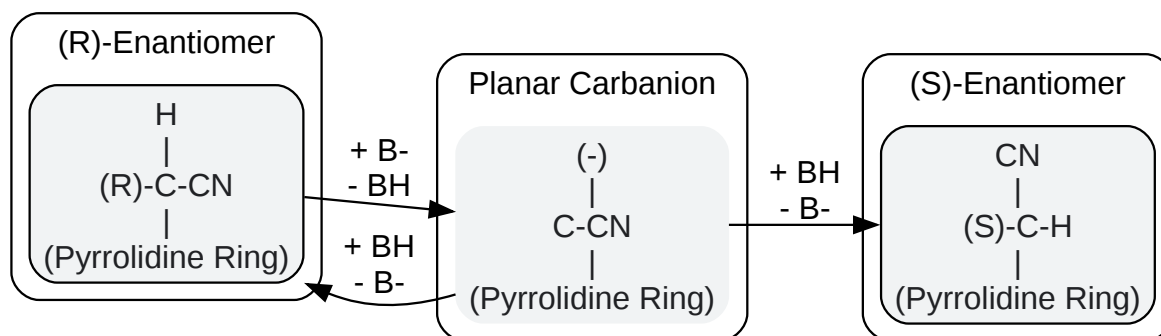 (R)-Enantiomer
H
|
(R)-C-CN
|
(Pyrrolidine Ring)
+ B-
- BH
+ BH
- B-
Planar Carbanion
(-)
|
C-CN
|
(Pyrrolidine Ring)
+ BH
- B-
(S)-Enantiomer
CN
|
(S)-C-H
|
(Pyrrolidine Ring)